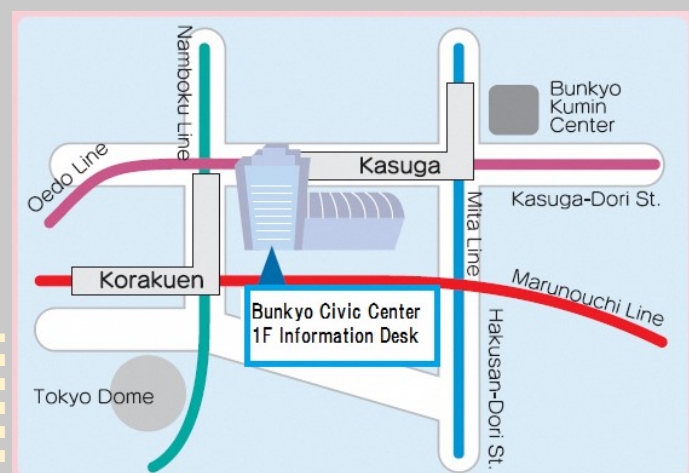 Namboku Line
Bunkyo
Kumin
Center
Oedo Line
Kasuga
Kasuga-Dori St.
Mita Line
Korakuen
Marunouchi Line
Bunkyo Civic Center
1F Information Desk
Hakusan-Dori St.
Tokyo Dome